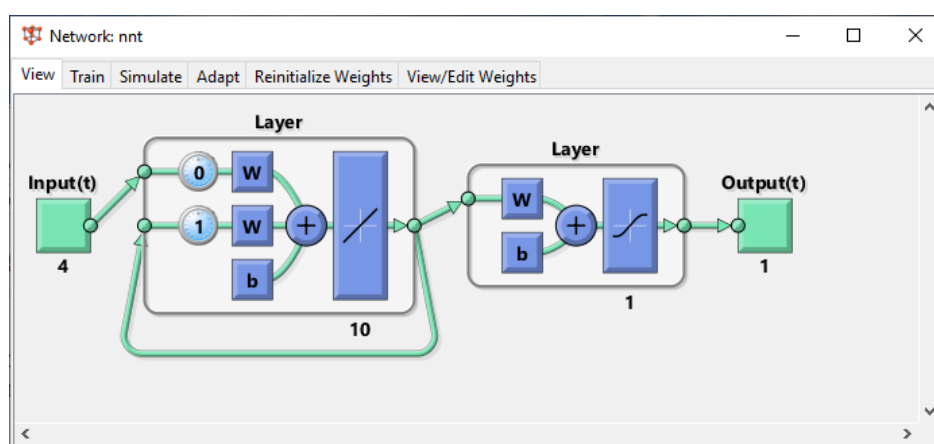 Network: nnt
View Train Simulate Adapt Reinitialize Weights View/Edit Weights
Layer
Input(t)
0 W
1 W
b
4
10
Layer
W
b
1
Output(t)
1